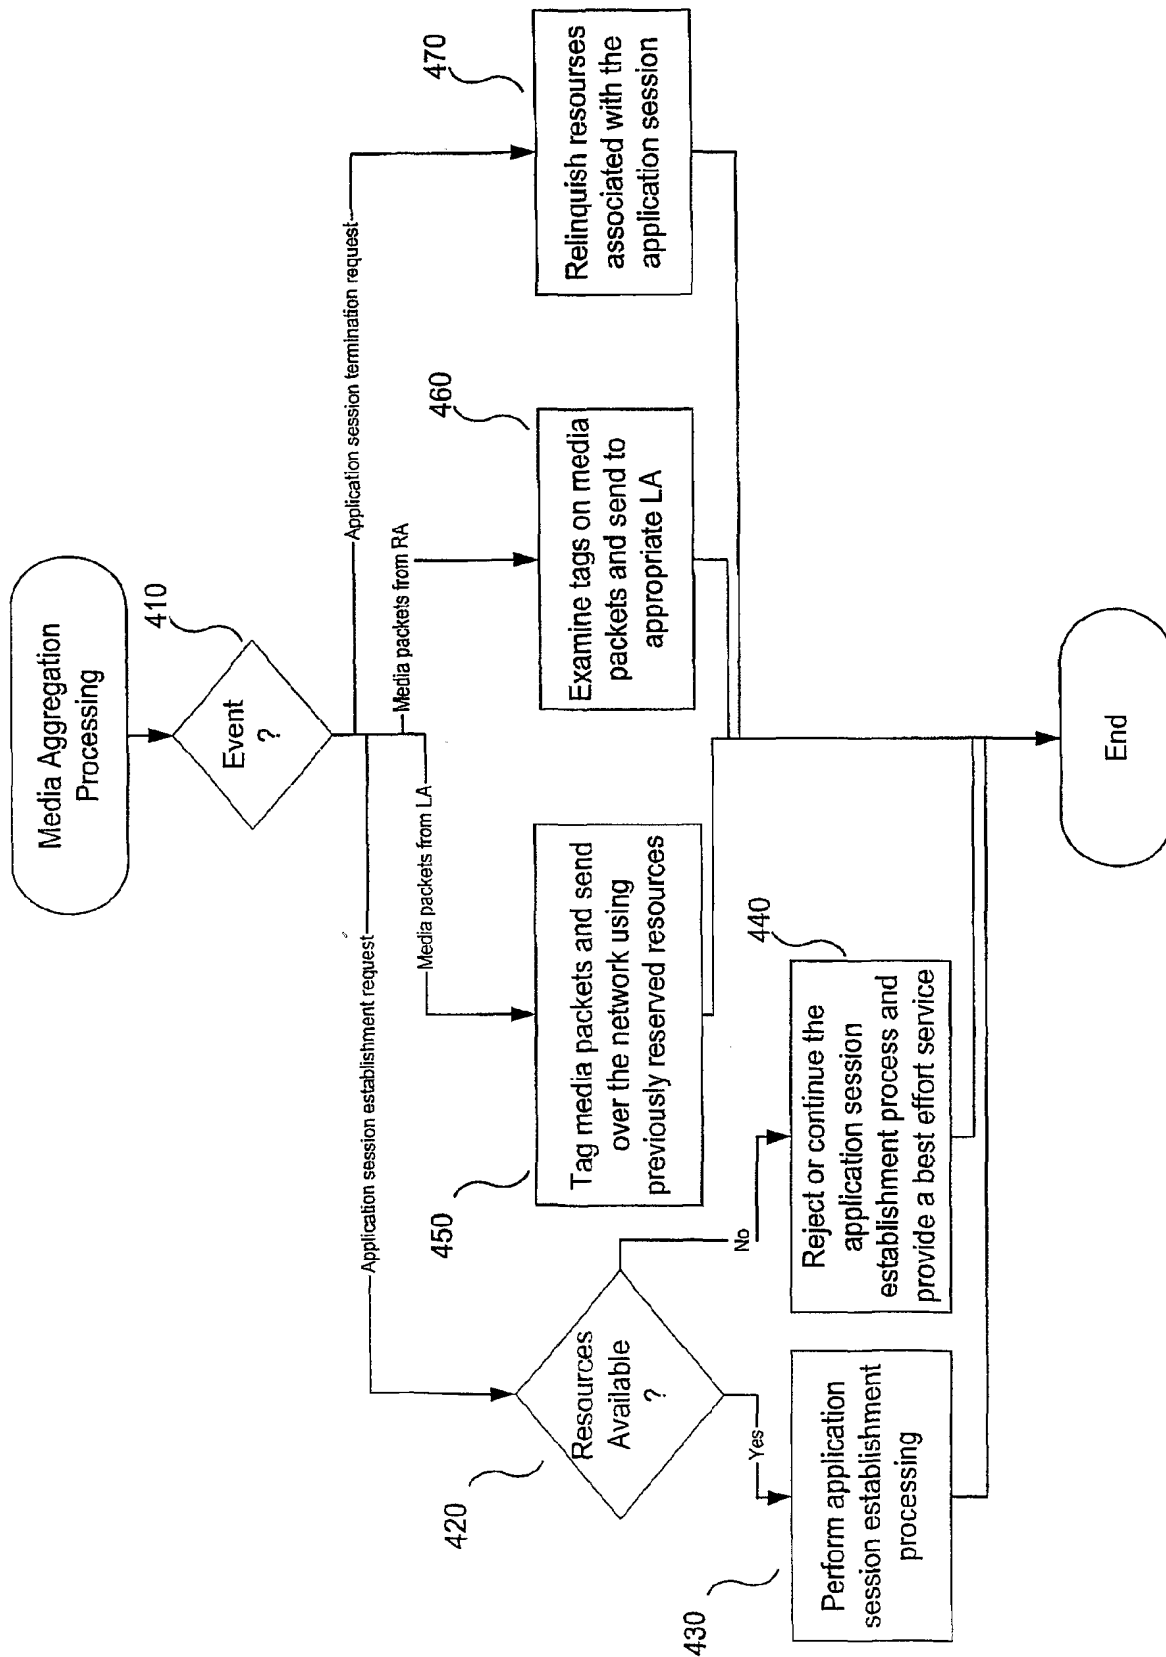 Media Aggregation
Processing
410
Event
?
Application session establishment request
Media packets from LA
Media packets from RA
Application session termination request
420
Resources
Available
?
450
Tag media packets and send
over the network using
previously reserved resources
460
Examine tags on media
packets and send to
appropriate LA
470
Relinquish resourses
associated with the
application session
Yes
No
430
Perform application
session establishment
processing
440
Reject or continue the
application session
establishment process and
provide a best effort service
End